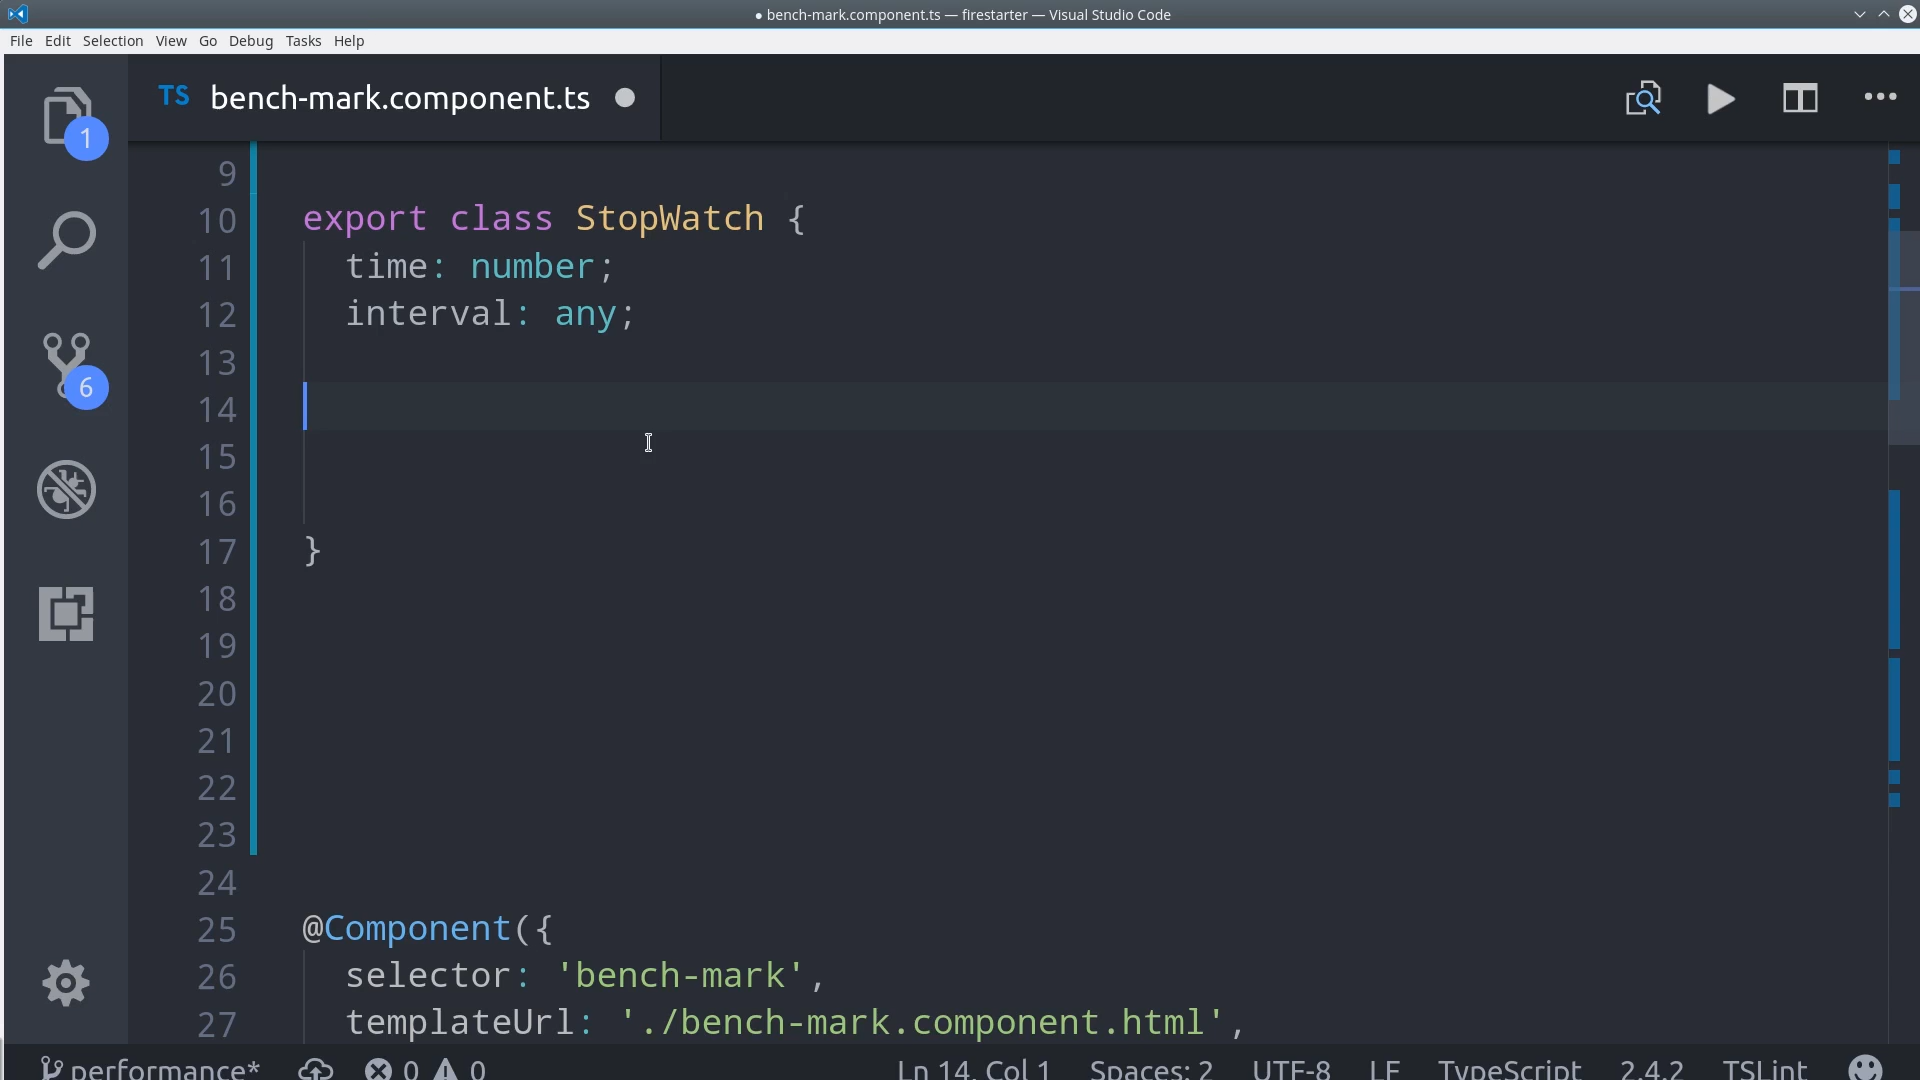 ● bench-mark.component.ts — firestarter — Visual Studio Code
File Edit Selection View Go Debug Tasks Help
TS bench-mark.component.ts ●
1
6
9
10 export class StopWatch {
11 time: number;
12 interval: any;
13
14
15
16
17 }
18
19
20
21
22
23
24
25 @Component({
26 selector: 'bench-mark',
27 templateUrl: './bench-mark.component.html',
performance* 0 0 Ln 14, Col 1 Spaces: 2 UTF-8 LF TypeScript 2.4.2 TSLint